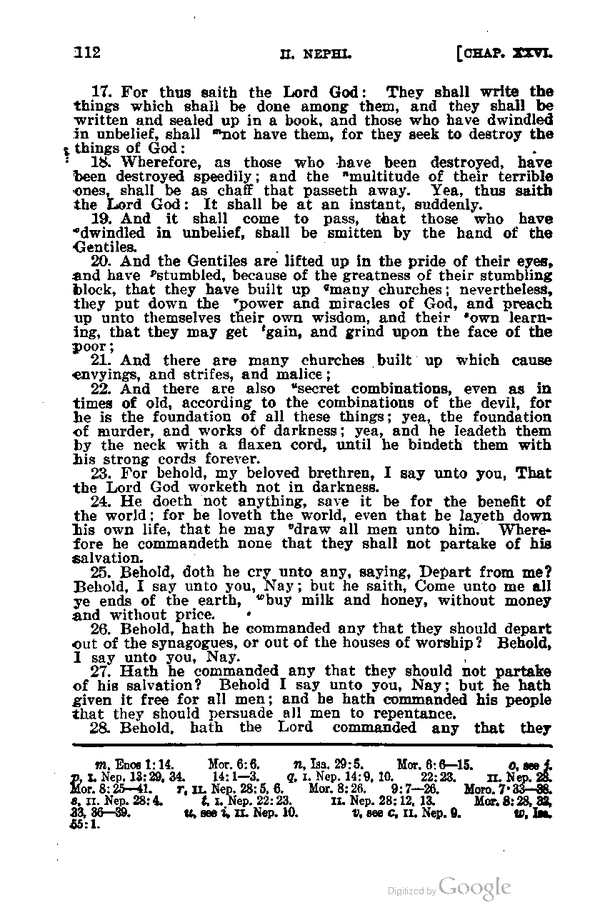 112 II. NEPHI. [CHAP. XXVI.
17. For thus saith the Lord God: They shall write the
things which shall be done among them, and they shall be
written and sealed up in a book, and those who have dwindled
in unbelief, shall ᵐnot have them, for they seek to destroy the
things of God:
18. Wherefore, as those who have been destroyed, have
been destroyed speedily; and the ⁿmultitude of their terrible
ones, shall be as chaff that passeth away. Yea, thus saith
the Lord God: It shall be at an instant, suddenly.
19. And it shall come to pass, that those who have
ᵒdwindled in unbelief, shall be smitten by the hand of the
Gentiles.
20. And the Gentiles are lifted up in the pride of their eyes,
and have ᵖstumbled, because of the greatness of their stumbling
block, that they have built up ᵠmany churches; nevertheless,
they put down the ʳpower and miracles of God, and preach
up unto themselves their own wisdom, and their ˢown learn-
ing, that they may get ᵗgain, and grind upon the face of the
poor;
21. And there are many churches built up which cause
envyings, and strifes, and malice;
22. And there are also ᵘsecret combinations, even as in
times of old, according to the combinations of the devil, for
he is the foundation of all these things; yea, the foundation
of murder, and works of darkness; yea, and he leadeth them
by the neck with a flaxen cord, until he bindeth them with
his strong cords forever.
23. For behold, my beloved brethren, I say unto you, That
the Lord God worketh not in darkness.
24. He doeth not anything, save it be for the benefit of
the world; for he loveth the world, even that he layeth down
his own life, that he may ᵛdraw all men unto him. Where-
fore he commandeth none that they shall not partake of his
salvation.
25. Behold, doth he cry unto any, saying, Depart from me?
Behold, I say unto you, Nay; but he saith, Come unto me all
ye ends of the earth, ʷbuy milk and honey, without money
and without price.
26. Behold, hath he commanded any that they should depart
out of the synagogues, or out of the houses of worship? Behold,
I say unto you, Nay.
27. Hath he commanded any that they should not partake
of his salvation? Behold I say unto you, Nay; but he hath
given it free for all men; and he hath commanded his people
that they should persuade all men to repentance.
28. Behold, hath the Lord commanded any that they
m, Enos 1:14. Mor. 6:6. n, Isa. 29:5. Mor. 6:6—15. o, see f.
p, I. Nep. 13:29, 34. 14:1—3. q, I. Nep. 14:9, 10. 22:23. II. Nep. 28.
Mor. 8:25—41. r, II. Nep. 28:5, 6. Mor. 8:26. 9:7—26. Moro. 7:33—38.
s, II. Nep. 28:4. t, I. Nep. 22:23. II. Nep. 28:12, 13. Mor. 8:28, 32,
33, 36—39. u, see i, II. Nep. 10. v, see c, II. Nep. 9. w, Isa.
55:1.
Digitized by Google